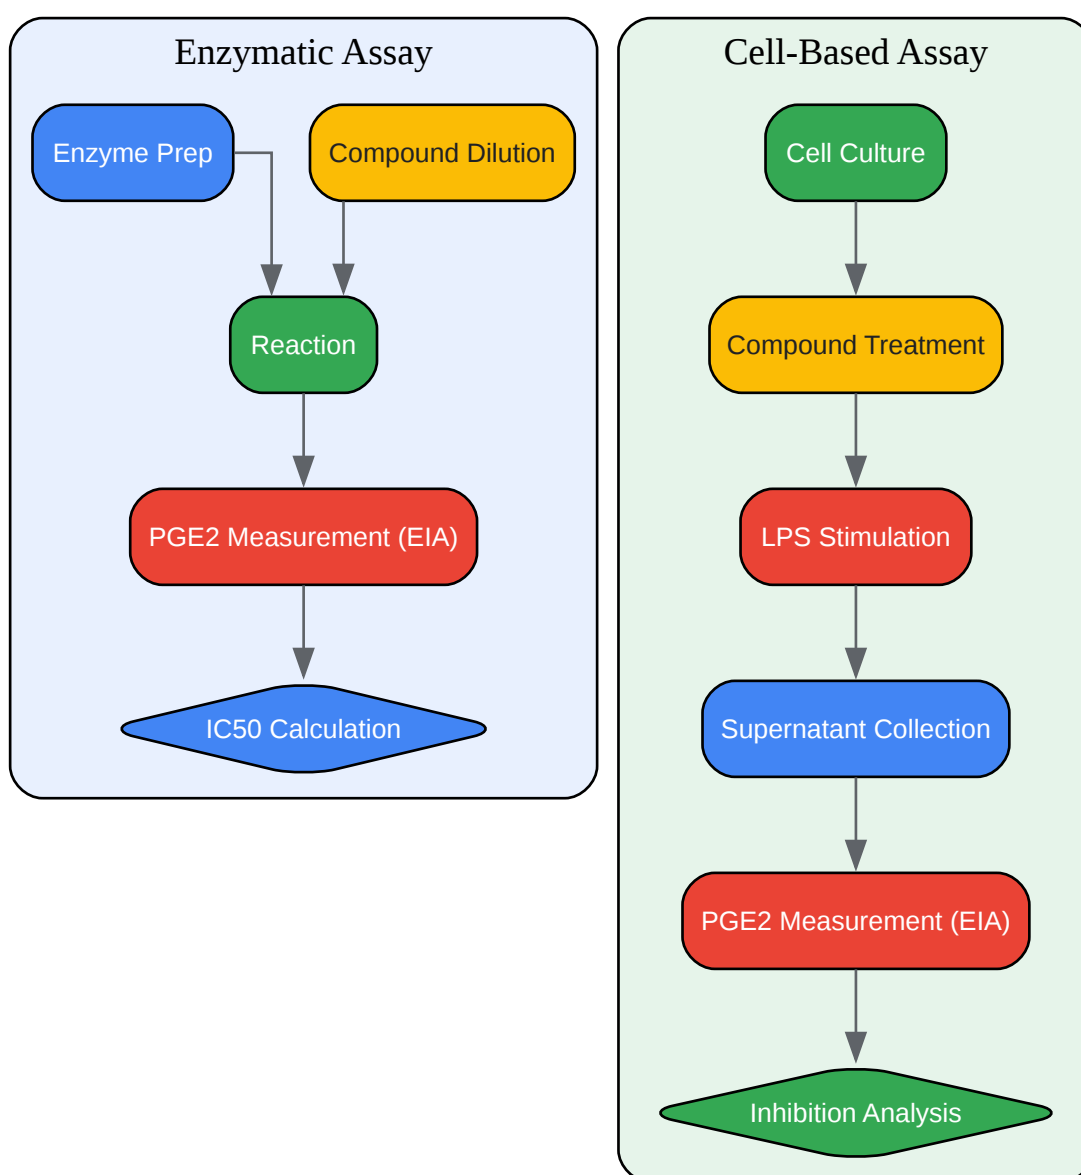 Enzymatic Assay
Enzyme Prep
Compound Dilution
Reaction
PGE2 Measurement (EIA)
IC50 Calculation
Cell-Based Assay
Cell Culture
Compound Treatment
LPS Stimulation
Supernatant Collection
PGE2 Measurement (EIA)
Inhibition Analysis